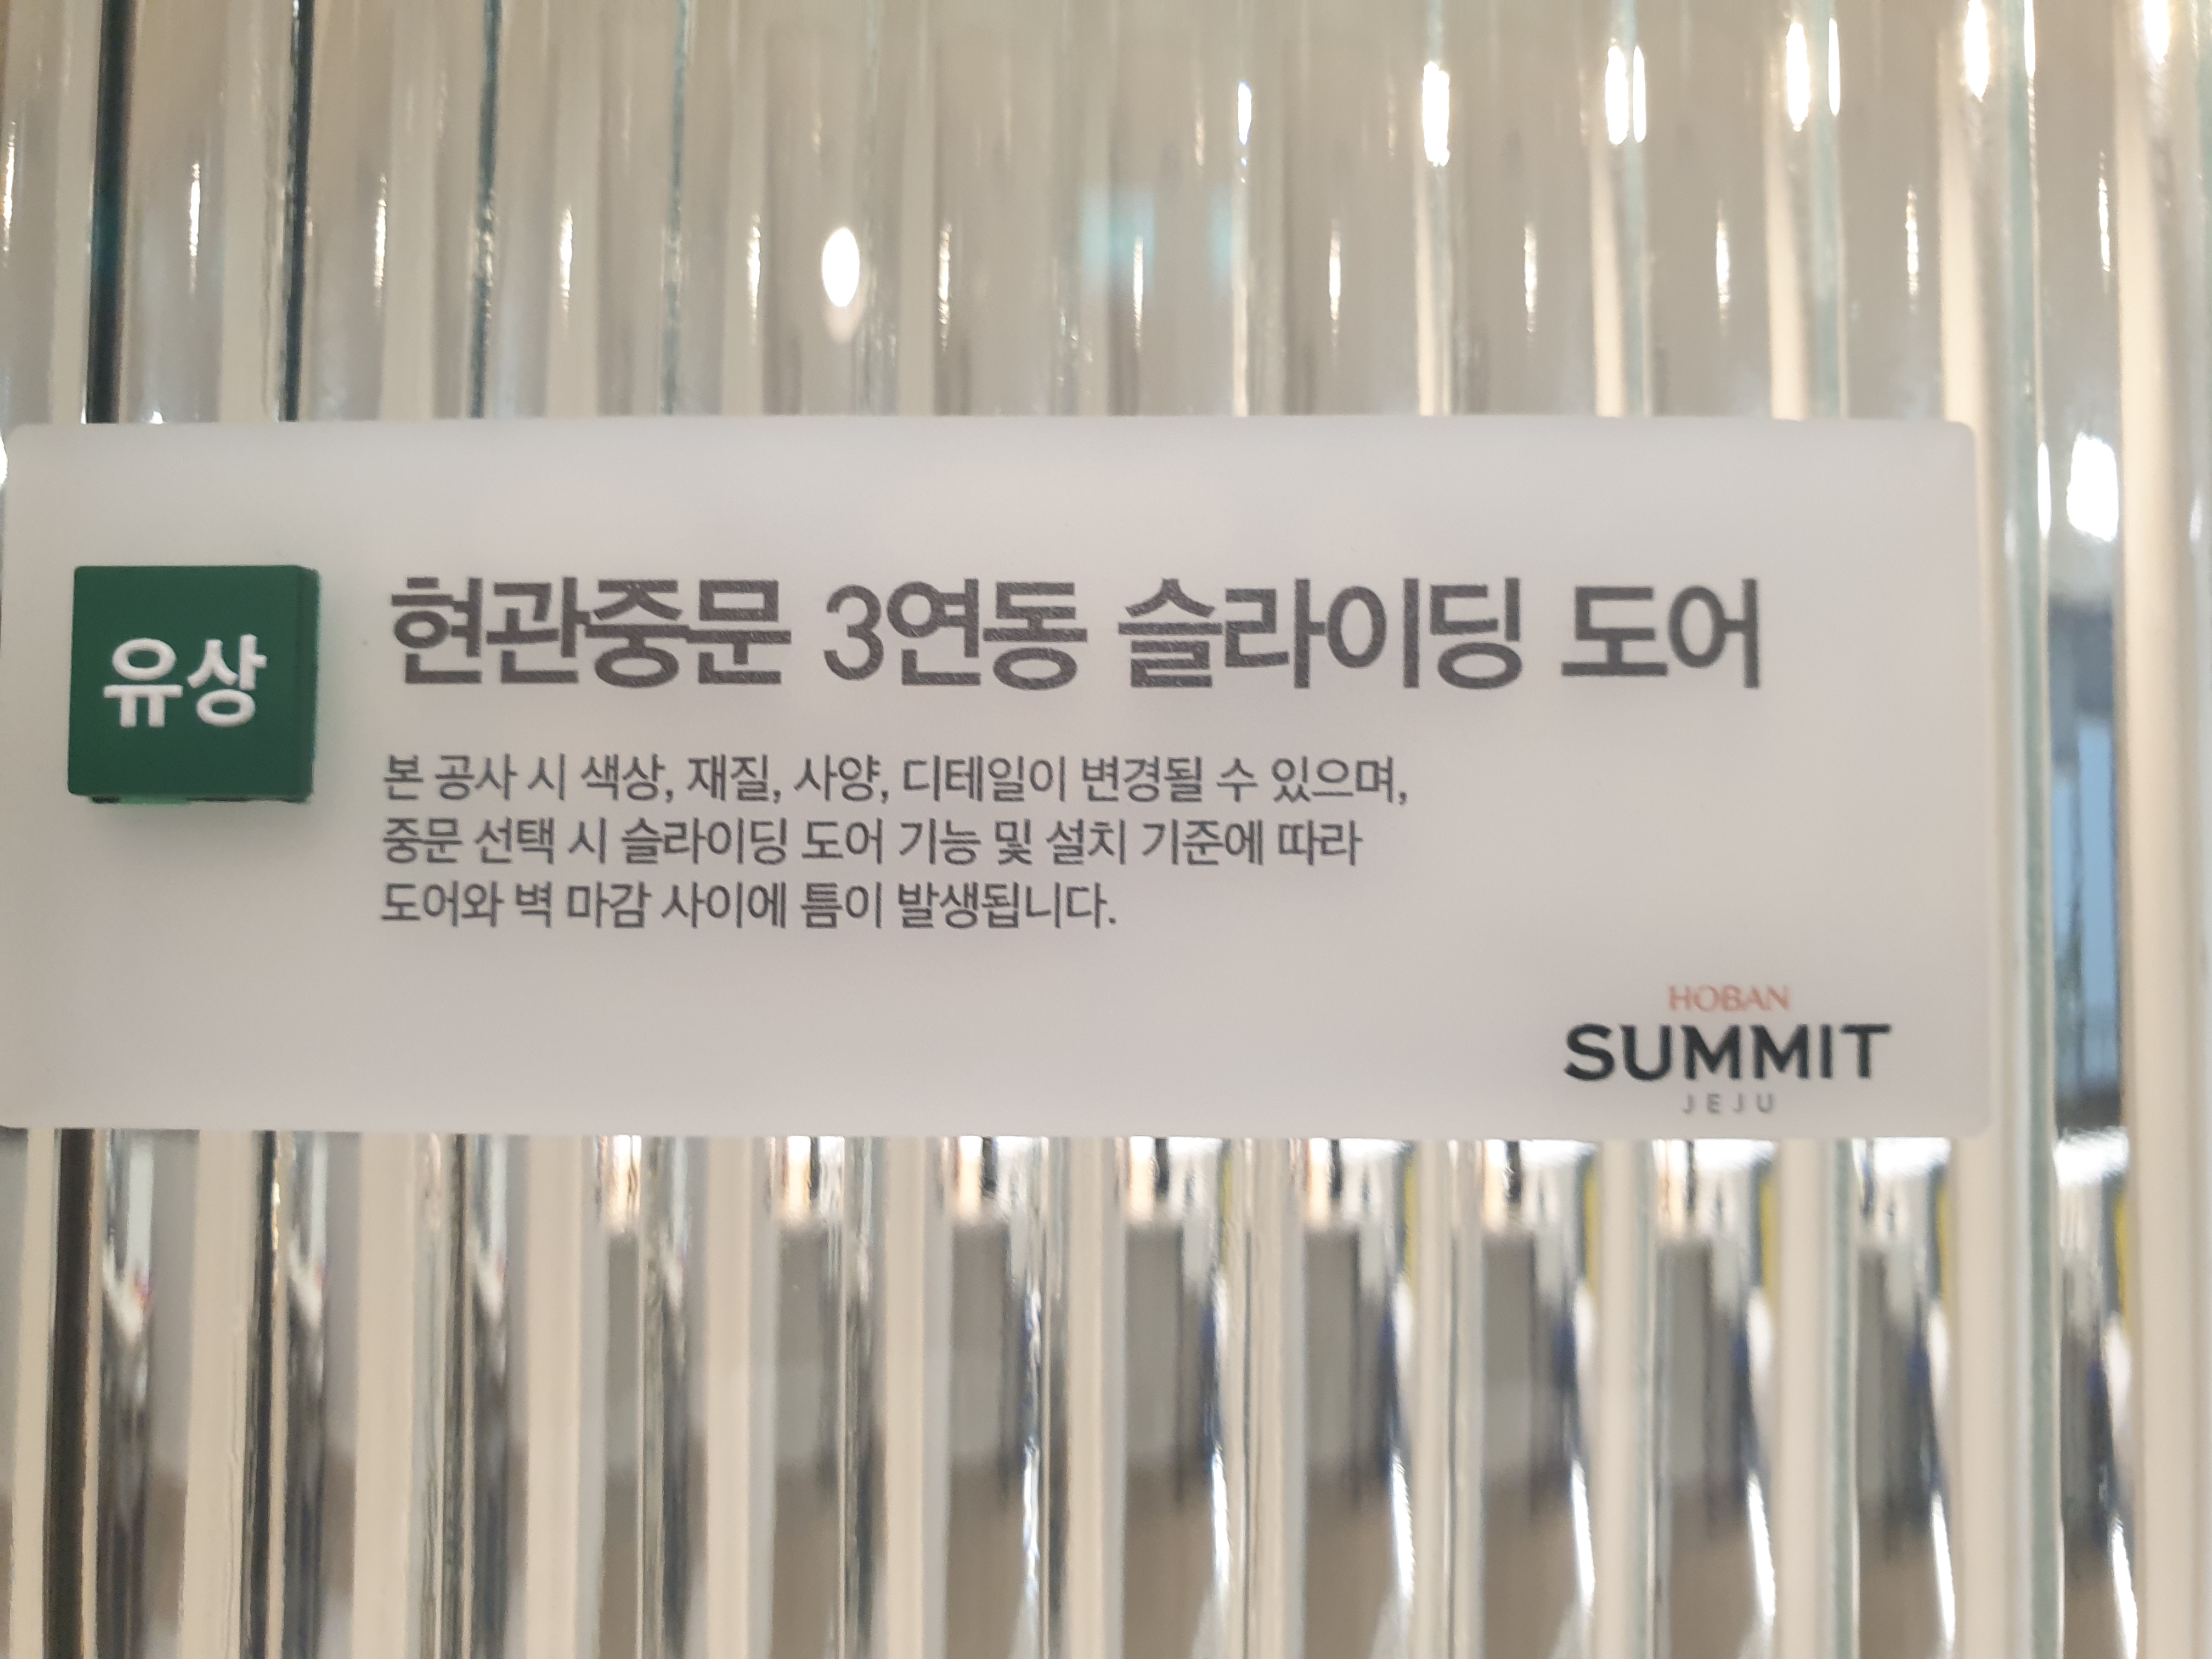 유상
현관중문 3연동 슬라이딩 도어
본 공사 시 색상, 재질, 사양, 디테일이 변경될 수 있으며,
중문 선택 시 슬라이딩 도어 기능 및 설치 기준에 따라
도어와 벽 마감 사이에 틈이 발생됩니다.
HOBAN
SUMMIT
JEJU